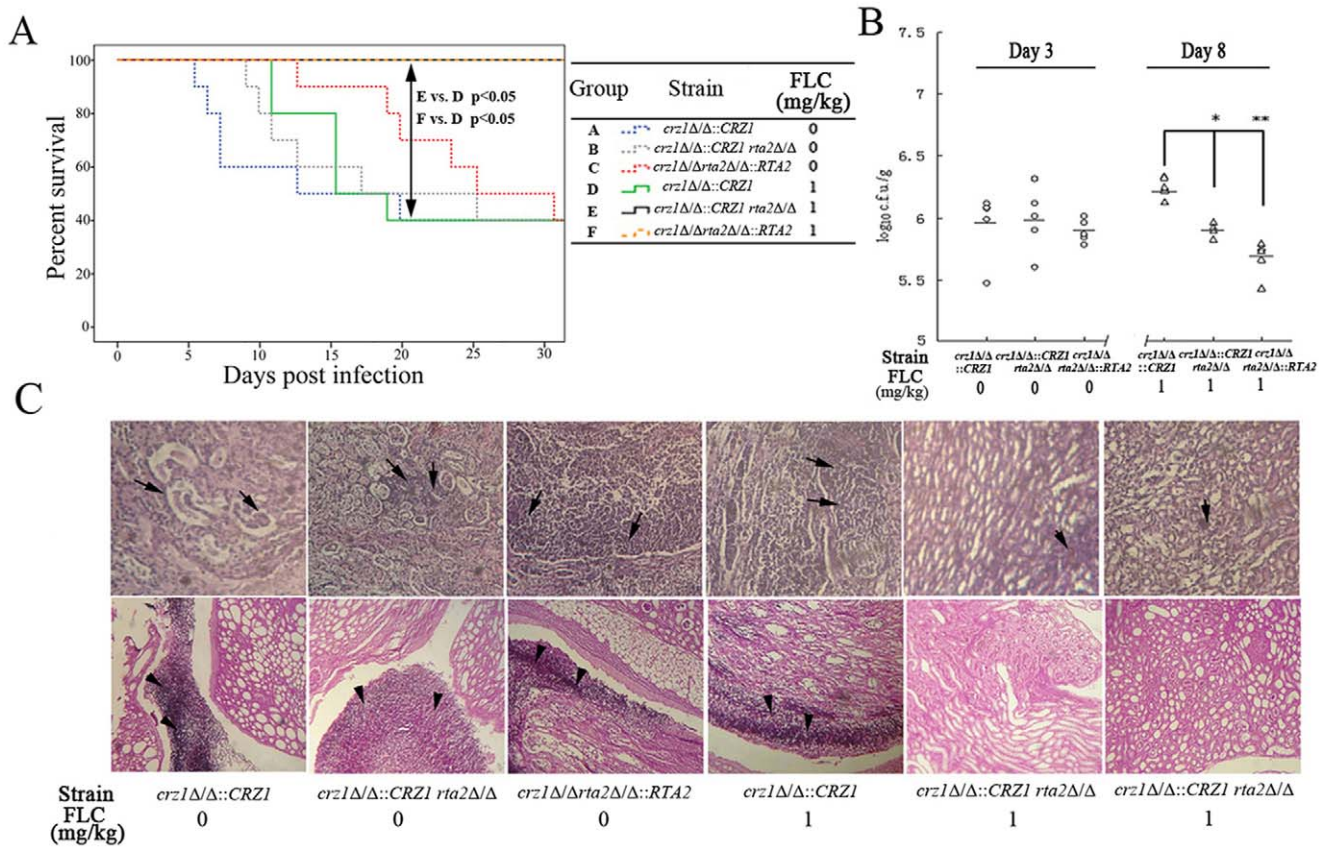 A
Percent survival
100
80
60
40
20
0
E vs. D p<0.05
F vs. D p<0.05
0 5 10 15 20 25 30
Days post infection
Group Strain FLC (mg/kg)
A crz1Δ/Δ::CRZ1 0
B crz1Δ/Δ::CRZ1 rta2Δ/Δ 0
C crz1Δ/Δrta2Δ/Δ::RTA2 0
D crz1Δ/Δ::CRZ1 1
E crz1Δ/Δ::CRZ1 rta2Δ/Δ 1
F crz1Δ/Δrta2Δ/Δ::RTA2 1
B
log10 c.f.u/g
7.5
7
6.5
6
5.5
5
Day 3 Day 8
* **
Strain
crz1Δ/Δ crz1Δ/Δ::CRZ1 crz1Δ/Δ crz1Δ/Δ crz1Δ/Δ::CRZ1 crz1Δ/Δ
::CRZ1 rta2Δ/Δ rta2Δ/Δ::RTA2 ::CRZ1 rta2Δ/Δ rta2Δ/Δ::RTA2
FLC
(mg/kg) 0 0 0 1 1 1
C
Strain crz1Δ/Δ::CRZ1 crz1Δ/Δ::CRZ1 rta2Δ/Δ crz1Δ/Δrta2Δ/Δ::RTA2 crz1Δ/Δ::CRZ1 crz1Δ/Δ::CRZ1 rta2Δ/Δ crz1Δ/Δ::CRZ1 rta2Δ/Δ
FLC
(mg/kg) 0 0 0 1 1 1